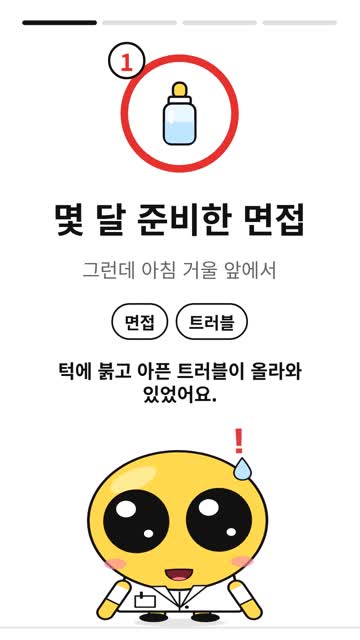 1
몇 달 준비한 면접
그런데 아침 거울 앞에서
면접 트러블
턱에 붉고 아픈 트러블이 올라와
있었어요.
!